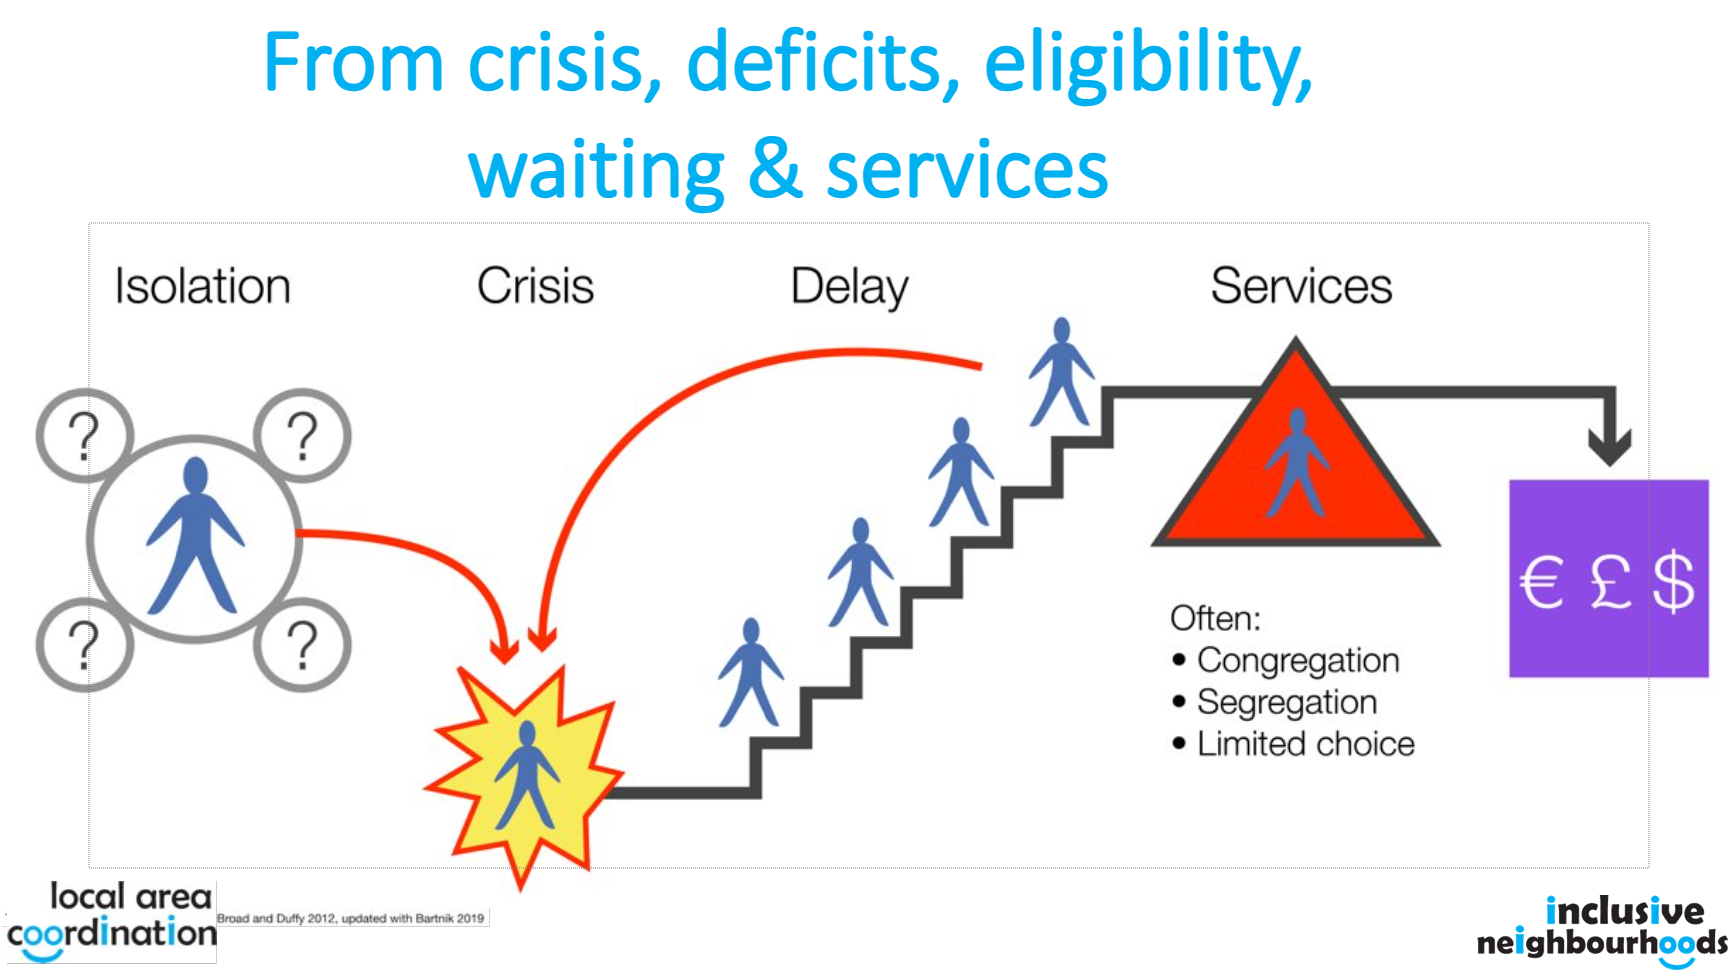 From crisis, deficits, eligibility,
waiting & services
Isolation
Crisis
Delay
Services
? ?
? ?
€ £ $
Often:
• Congregation
• Segregation
• Limited choice
local area
coordination
Broad and Duffy 2012, updated with Bartnik 2019
inclusive
neighbourhoods